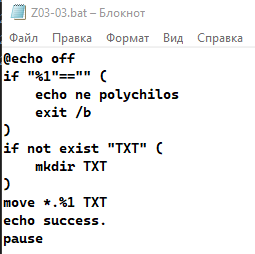 Z03-03.bat – Блокнот
Файл Правка Формат Вид Справка
@echo off
if "%1"=="" (
    echo ne polychilos
    exit /b
)
if not exist "TXT" (
    mkdir TXT
)
move *.%1 TXT
echo success.
pause